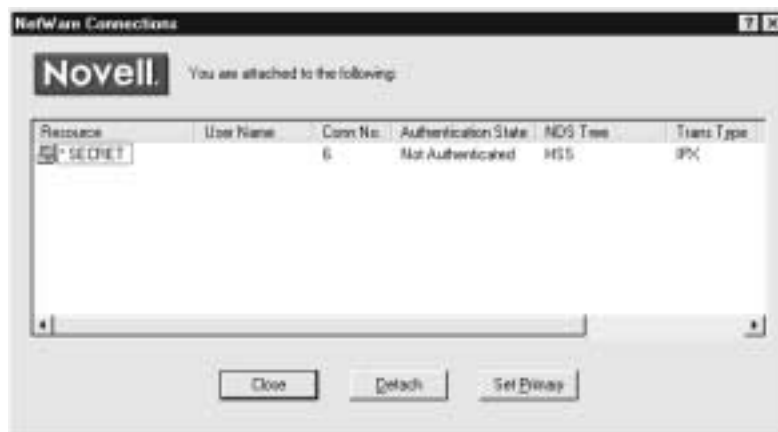 NetWare Connections
Novell.
You are attached to the following:
Resource User Name Conn No. Authentication State NDS Tree Trans Type
* SECRET 6 Not Authenticated HSS IPX
Close Detach Set Primary